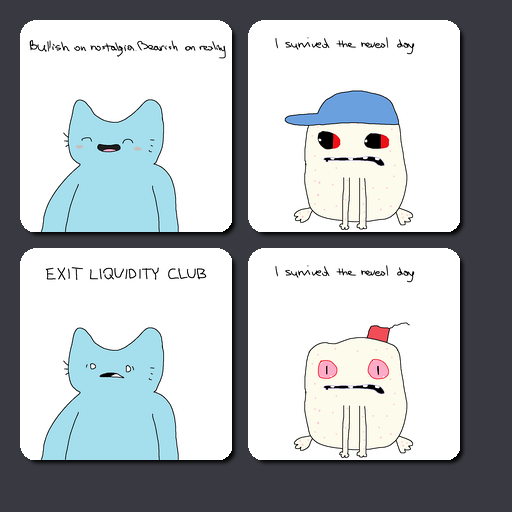 Bullish on nostalgia. Bearish on reality
I survived the reveal day
EXIT LIQUIDITY CLUB
I survived the reveal day